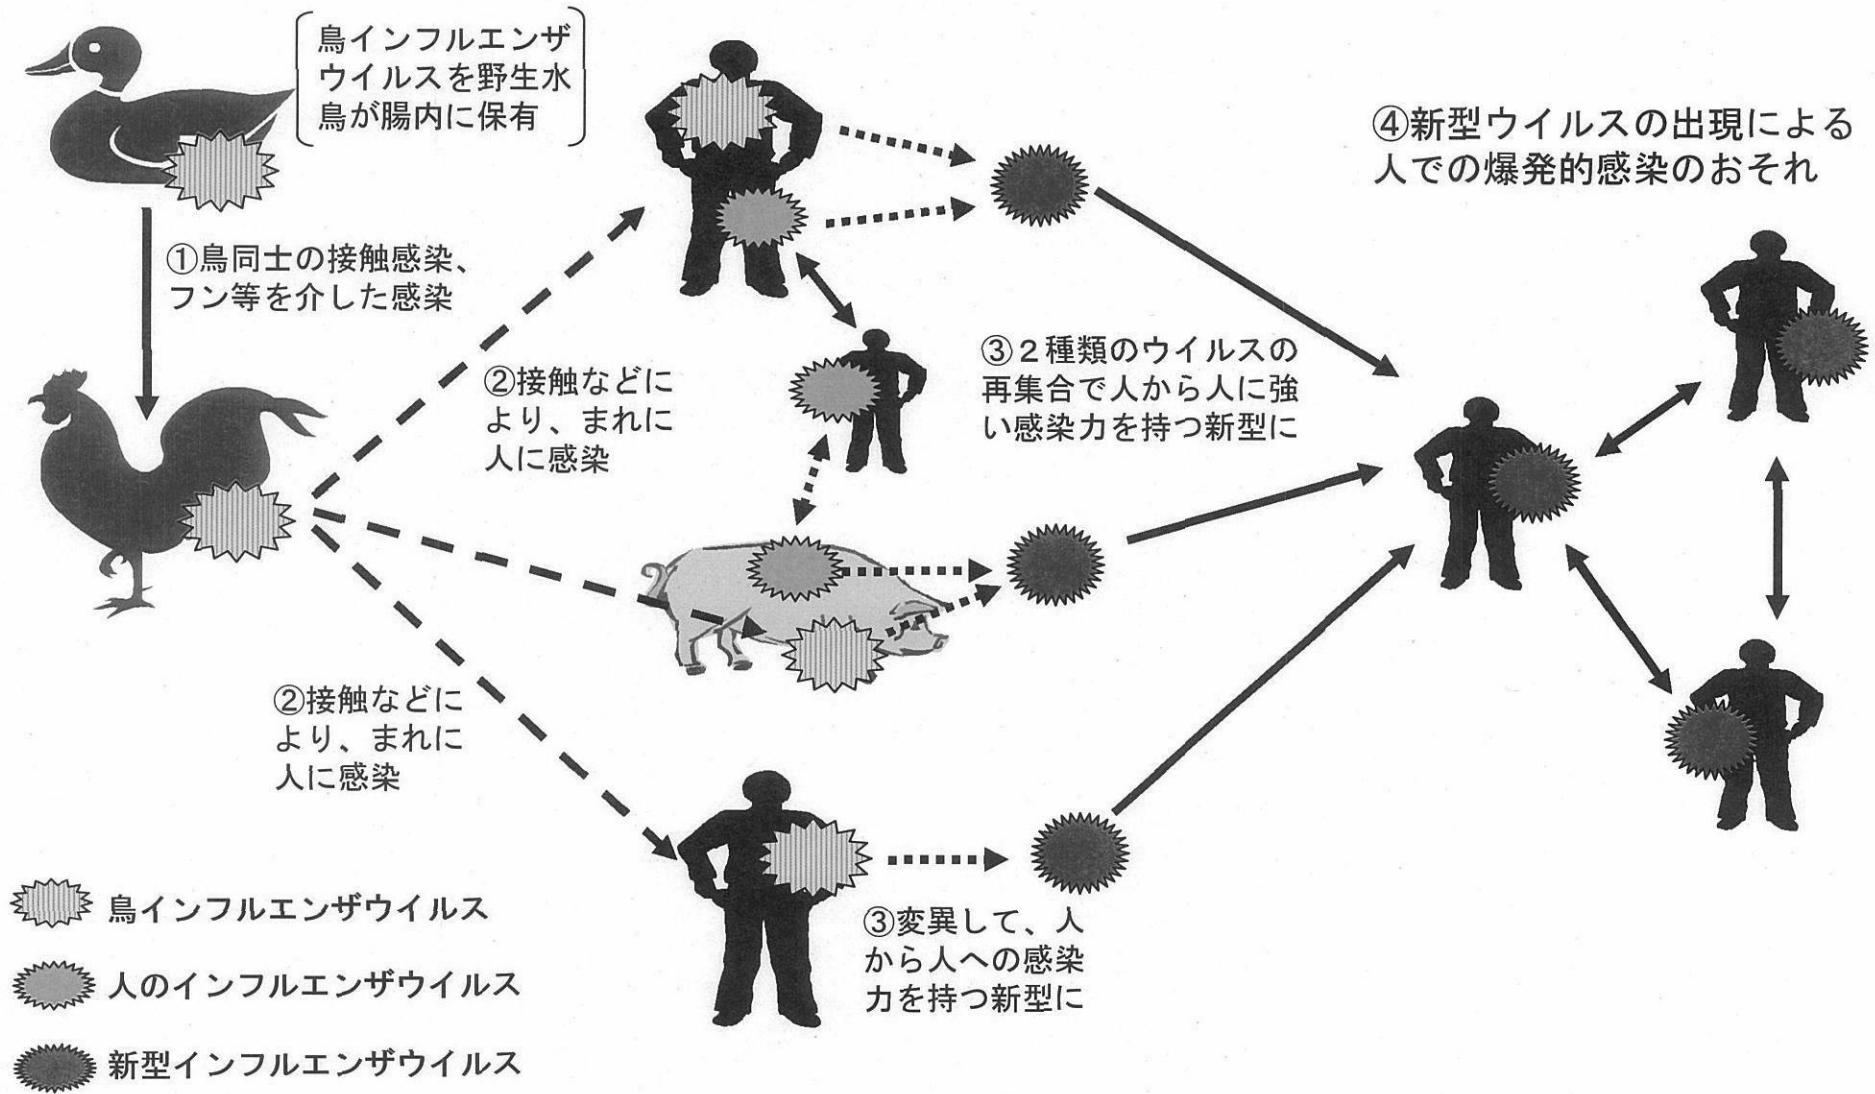 鳥インフルエンザ
ウイルスを野生水
鳥が腸内に保有
①鳥同士の接触感染、
フン等を介した感染
②接触などに
より、まれに
人に感染
③２種類のウイルスの
再集合で人から人に強
い感染力を持つ新型に
④新型ウイルスの出現による
人での爆発的感染のおそれ
②接触などに
より、まれに
人に感染
③変異して、人
から人への感染
力を持つ新型に
鳥インフルエンザウイルス
人のインフルエンザウイルス
新型インフルエンザウイルス